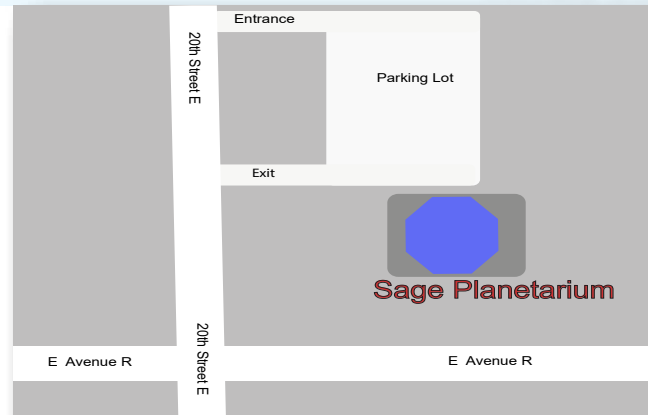 Entrance
20th Street E
Parking Lot
Exit
Sage Planetarium
20th Street E
E Avenue R
E Avenue R